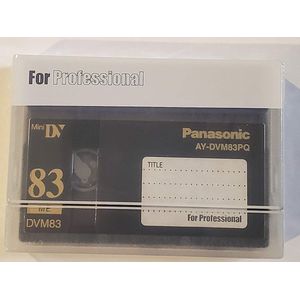 For Professional
Mini DV
Panasonic
AY-DVM83PQ
TITLE
83
ME
DVM83
For Professional